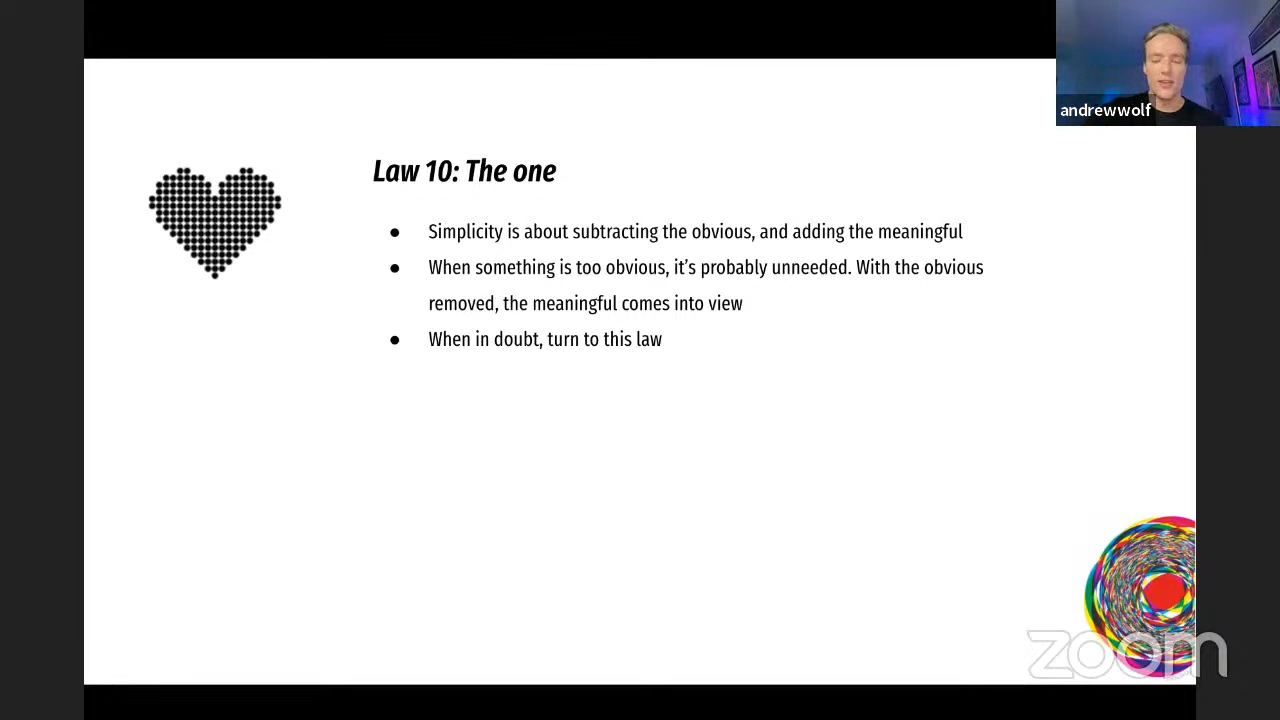 andrewwolf
Law 10: The one
● Simplicity is about subtracting the obvious, and adding the meaningful
● When something is too obvious, it’s probably unneeded. With the obvious
removed, the meaningful comes into view
● When in doubt, turn to this law
zoom